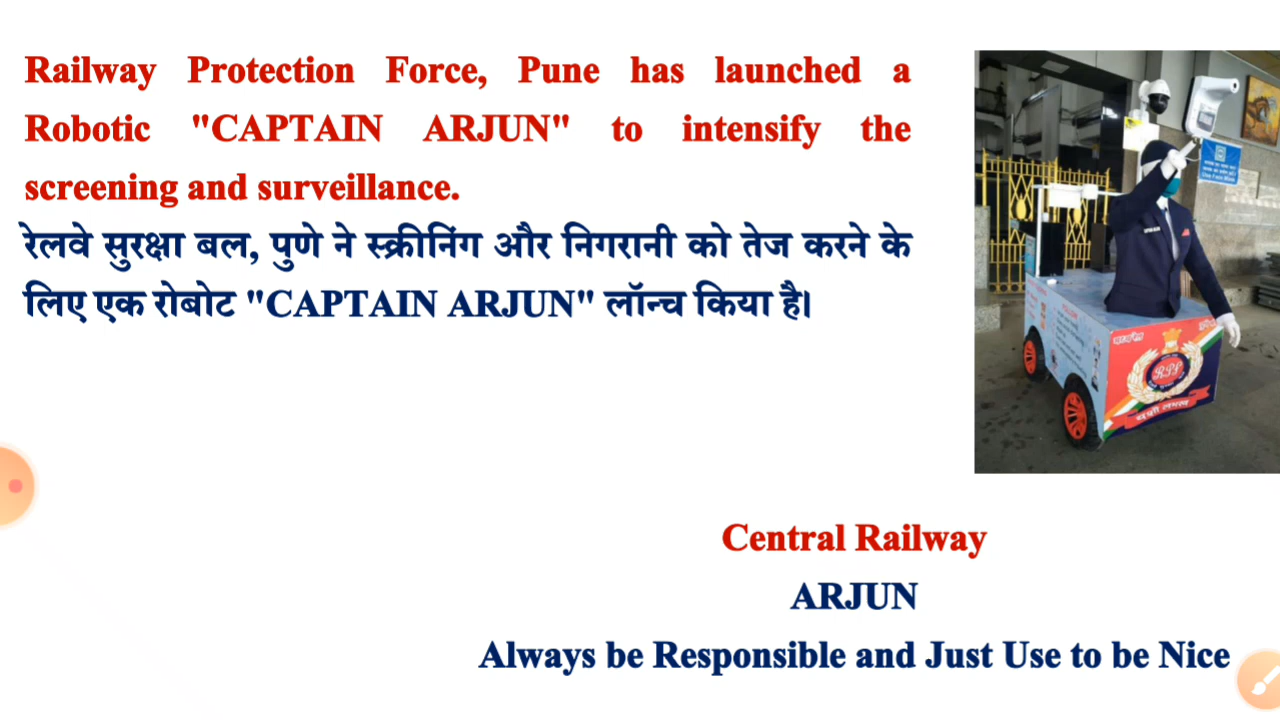 Railway Protection Force, Pune has launched a
Robotic "CAPTAIN ARJUN" to intensify the
screening and surveillance.
रेलवे सुरक्षा बल, पुणे ने स्क्रीनिंग और निगरानी को तेज करने के
लिए एक रोबोट "CAPTAIN ARJUN" लॉन्च किया है।
Central Railway
ARJUN
Always be Responsible and Just Use to be Nice